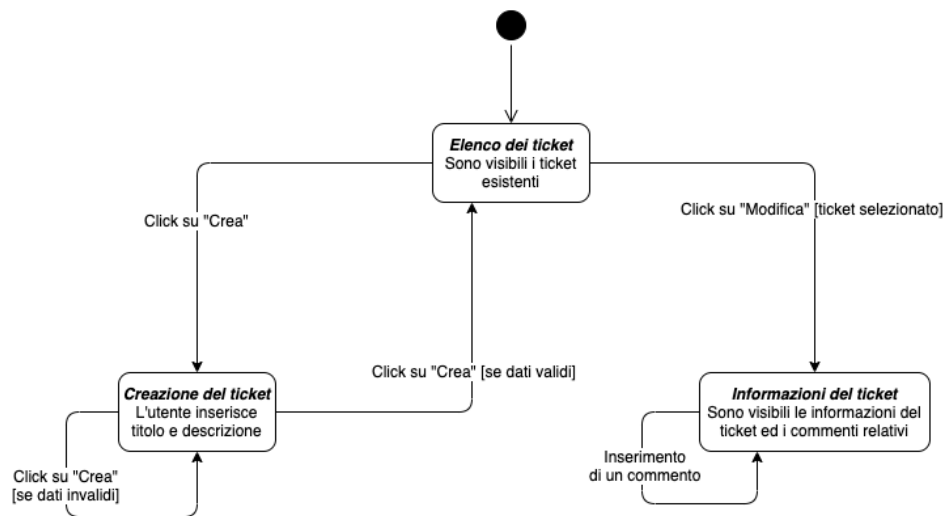 Elenco dei ticket
Sono visibili i ticket
esistenti
Click su "Crea"
Click su "Modifica" [ticket selezionato]
Click su "Crea" [se dati validi]
Creazione del ticket
L'utente inserisce
titolo e descrizione
Informazioni del ticket
Sono visibili le informazioni del
ticket ed i commenti relativi
Click su "Crea"
[se dati invalidi]
Inserimento
di un commento